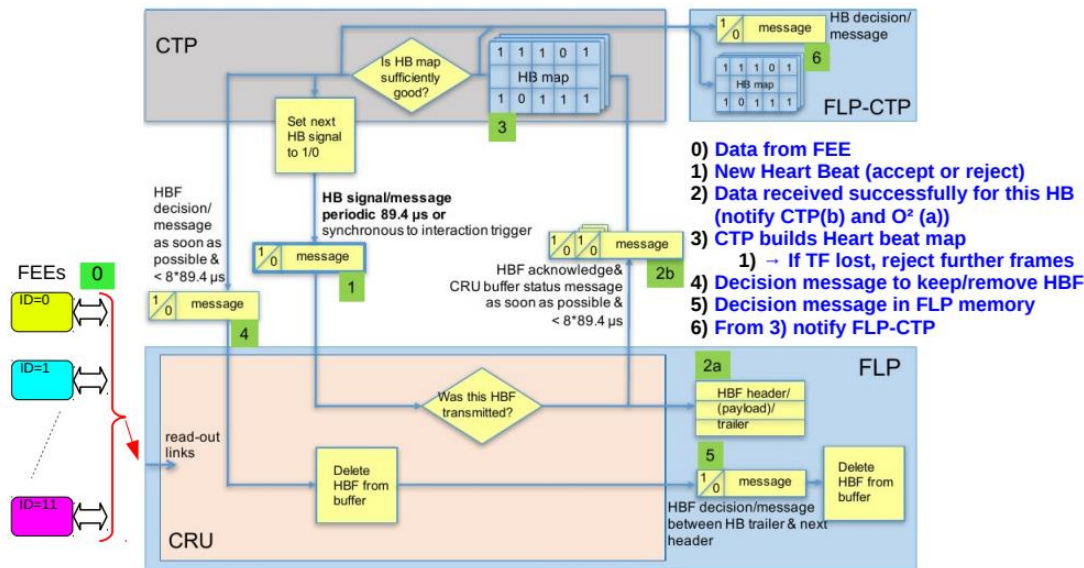 CTP
Is HB map
sufficiently
good?
1 1 1 0 1
HB map
1 0 1 1 1
3
1/0 message
HB decision/
message
6
1 1 1 0 1
HB map
1 0 1 1 1
FLP-CTP
Set next
HB signal
to 1/0
HBF
decision/
message
as soon as
possible &
< 8*89.4 µs
HB signal/message
periodic 89.4 µs or
synchronous to interaction trigger
1/0 message
1
1/0 1/0 message
2b
HBF acknowledge&
CRU buffer status message
as soon as possible &
< 8*89.4 µs
1/0 message
4
0) Data from FEE
1) New Heart Beat (accept or reject)
2) Data received successfully for this HB
(notify CTP(b) and O² (a))
3) CTP builds Heart beat map
1) → If TF lost, reject further frames
4) Decision message to keep/remove HBF
5) Decision message in FLP memory
6) From 3) notify FLP-CTP
FEEs
0
ID=0
ID=1
ID=11
read-out
links
Was this HBF
transmitted?
2a
FLP
HBF header/
(payload)/
trailer
Delete
HBF from
buffer
5
1/0 message
HBF decision/message
between HB trailer & next
header
Delete
HBF from
buffer
CRU